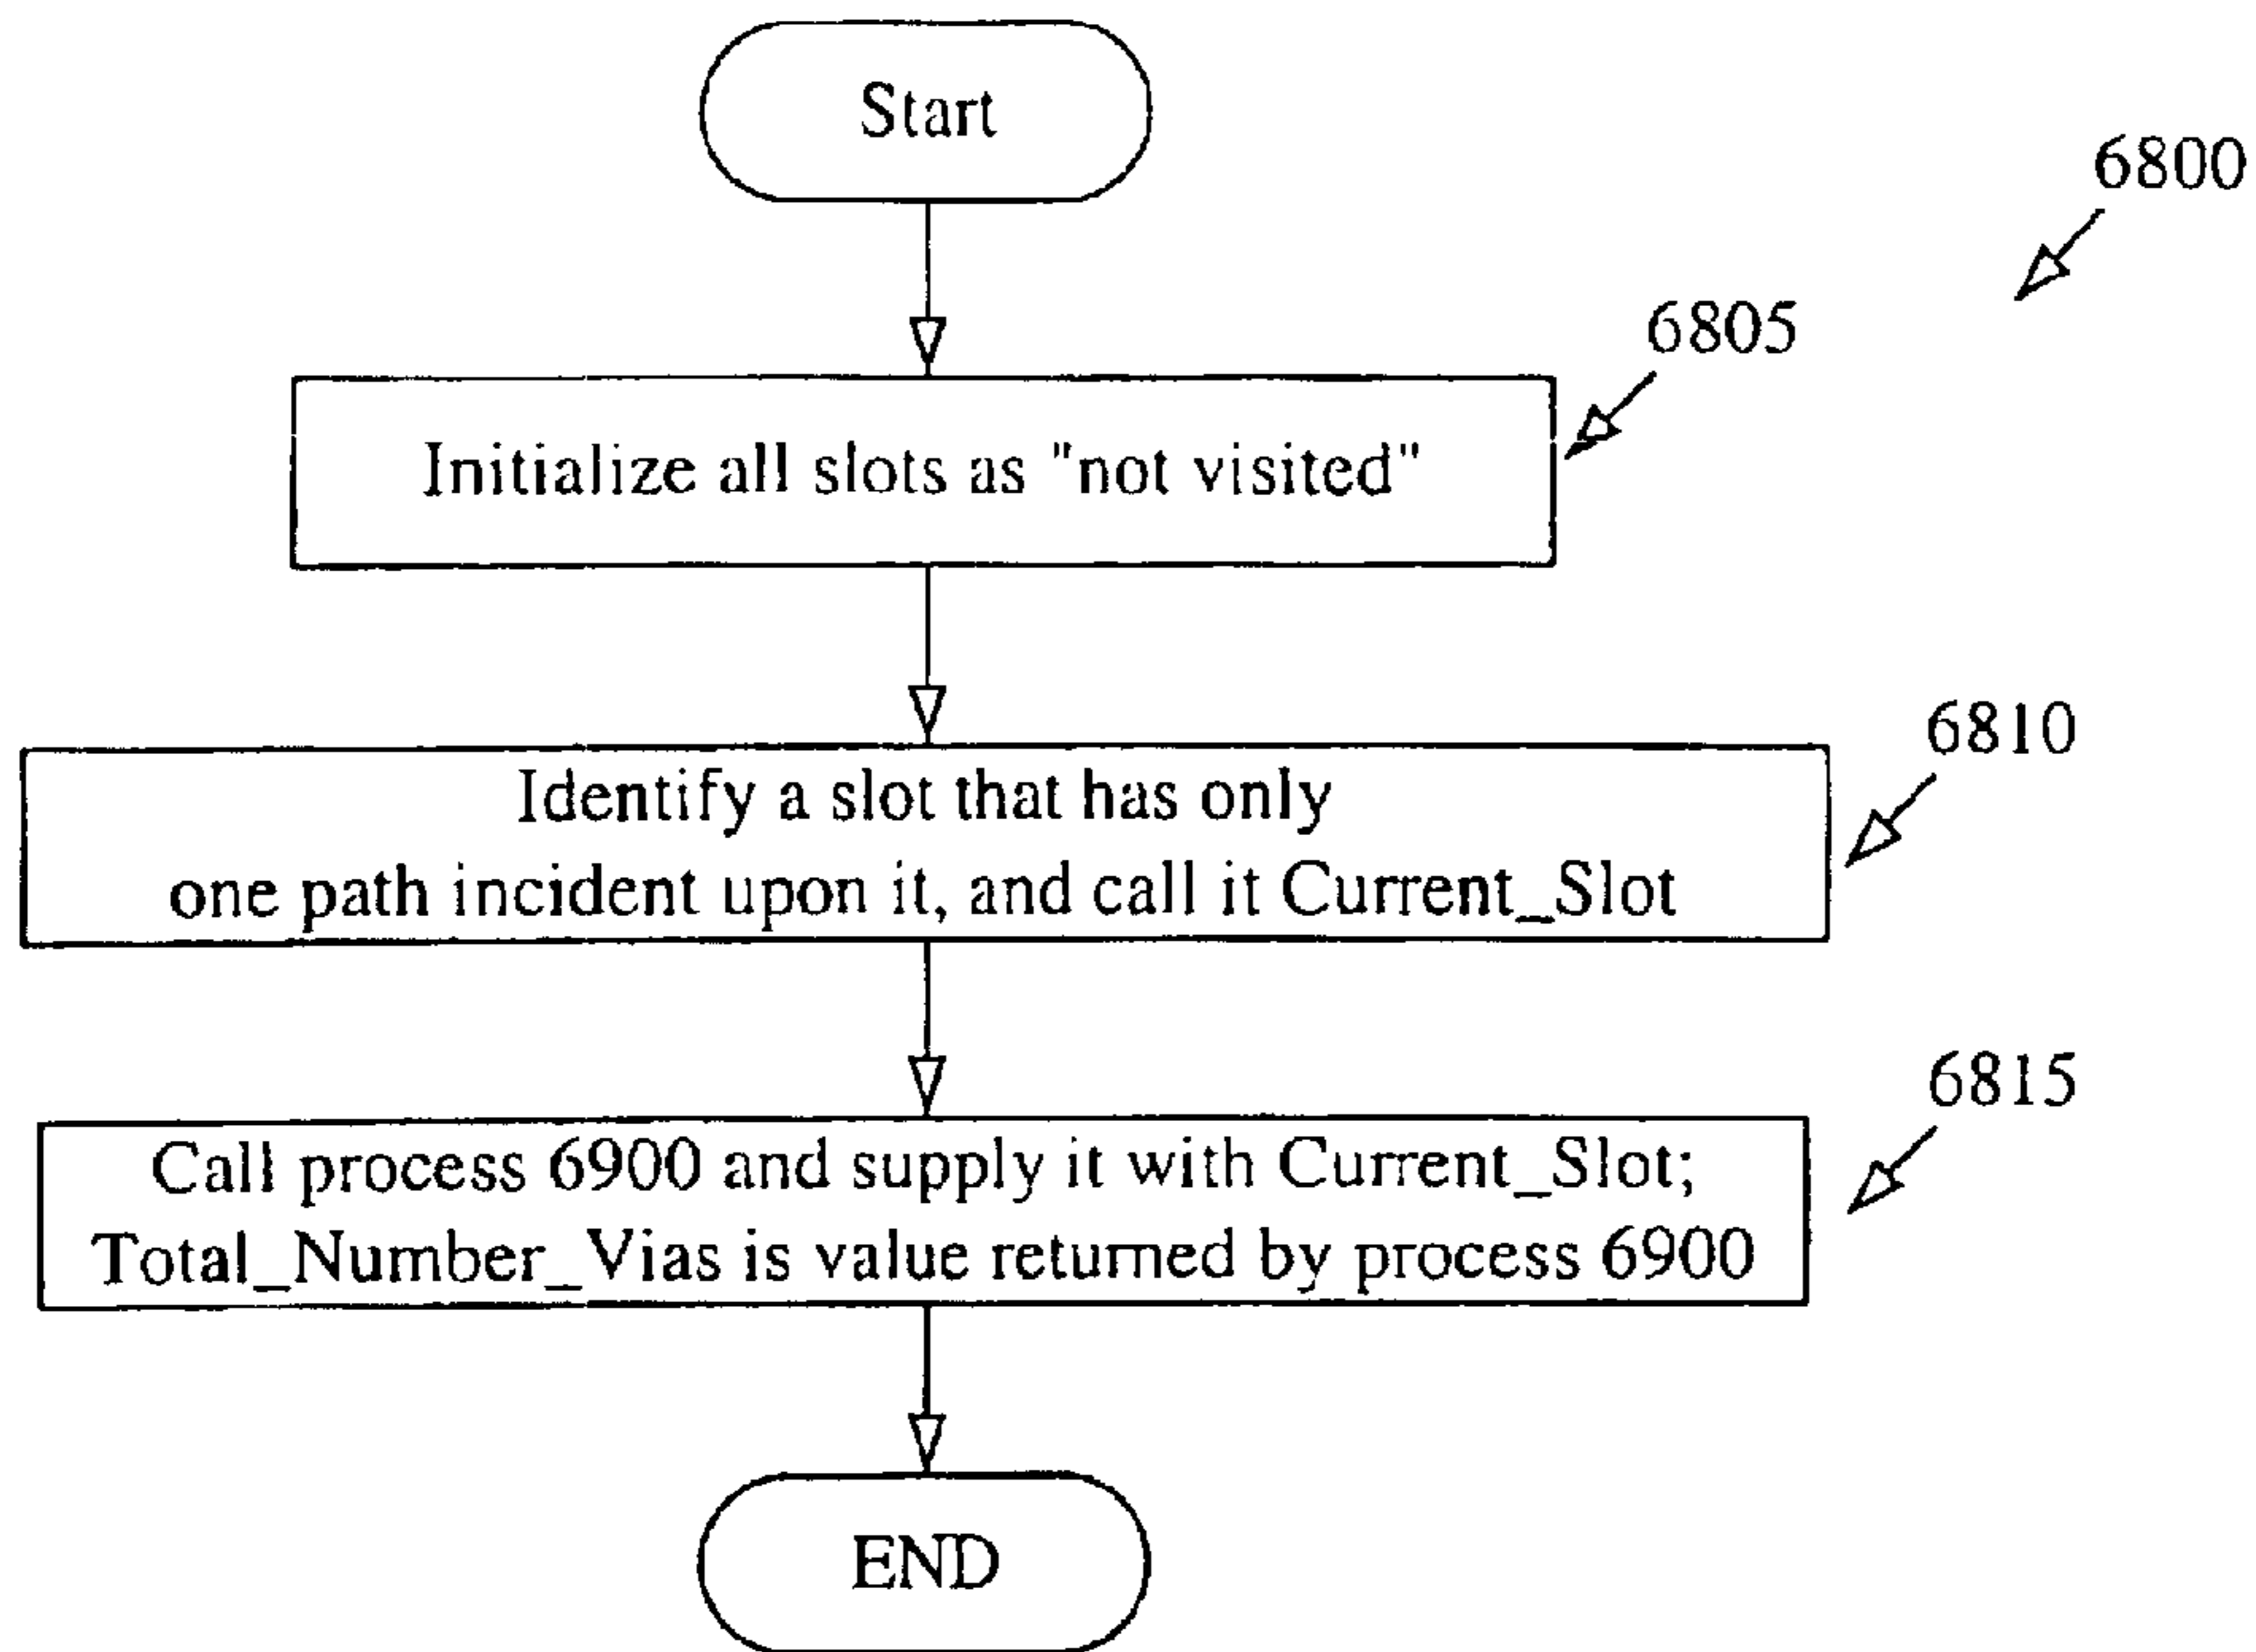 Start
6800
6805
Initialize all slots as "not visited"
6810
Identify a slot that has only
one path incident upon it, and call it Current_Slot
6815
Call process 6900 and supply it with Current_Slot;
Total_Number_Vias is value returned by process 6900
END